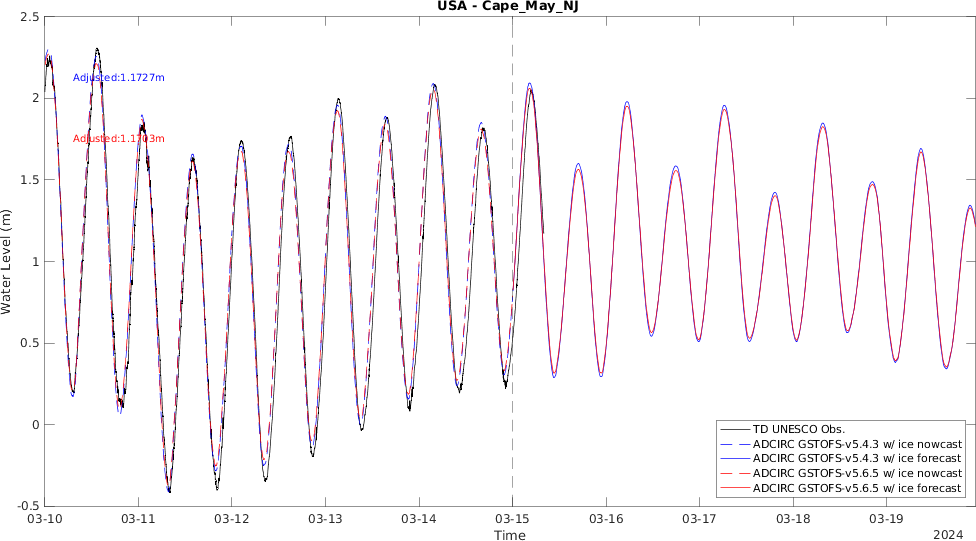 USA - Cape_May_NJ
2.5
2
1.5
1
0.5
0
-0.5
Water Level (m)
Adjusted:1.1727m
Adjusted:1.1703m
TD UNESCO Obs.
ADCIRC GSTOFS-v5.4.3 w/ ice nowcast
ADCIRC GSTOFS-v5.4.3 w/ ice forecast
ADCIRC GSTOFS-v5.6.5 w/ ice nowcast
ADCIRC GSTOFS-v5.6.5 w/ ice forecast
03-10 03-11 03-12 03-13 03-14 03-15 03-16 03-17 03-18 03-19
Time
2024